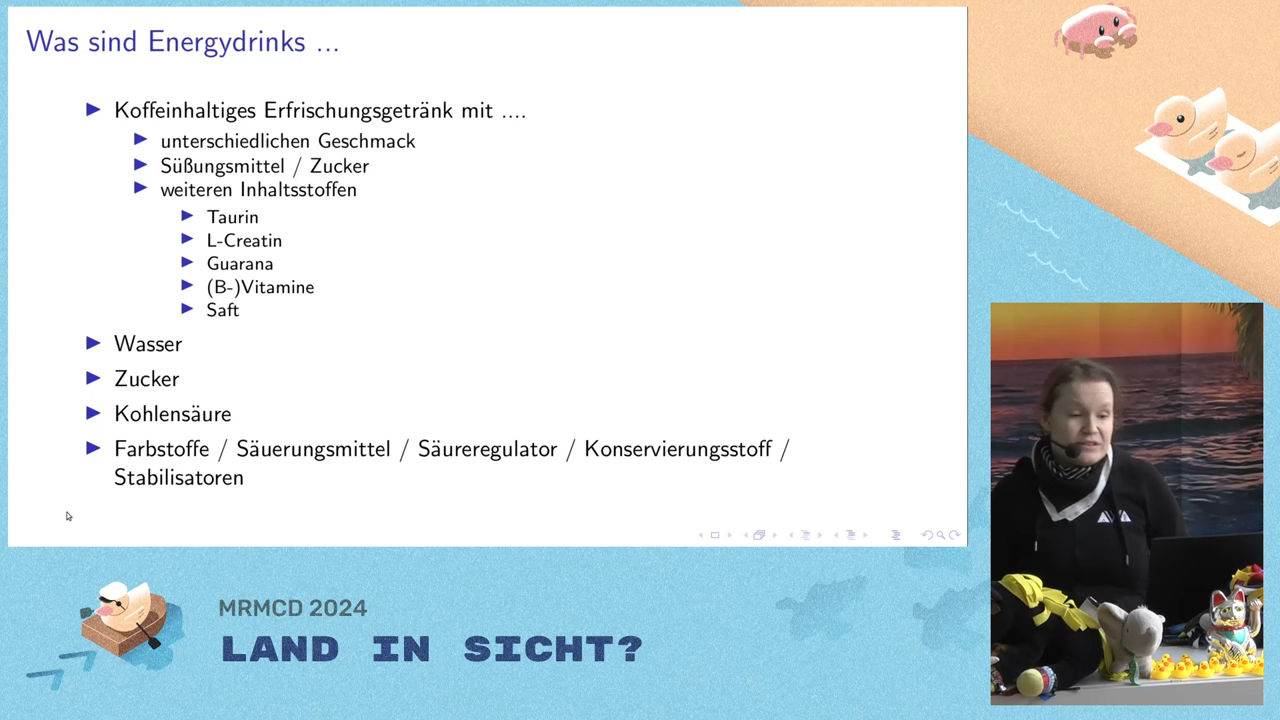 Was sind Energydrinks ...
Koffeinhaltiges Erfrischungsgetränk mit ....
unterschiedlichen Geschmack
Süßungsmittel / Zucker
weiteren Inhaltsstoffen
Taurin
L-Creatin
Guarana
(B-)Vitamine
Saft
Wasser
Zucker
Kohlensäure
Farbstoffe / Säuerungsmittel / Säureregulator / Konservierungsstoff /
Stabilisatoren
MRMCD 2024
LAND IN SICHT?